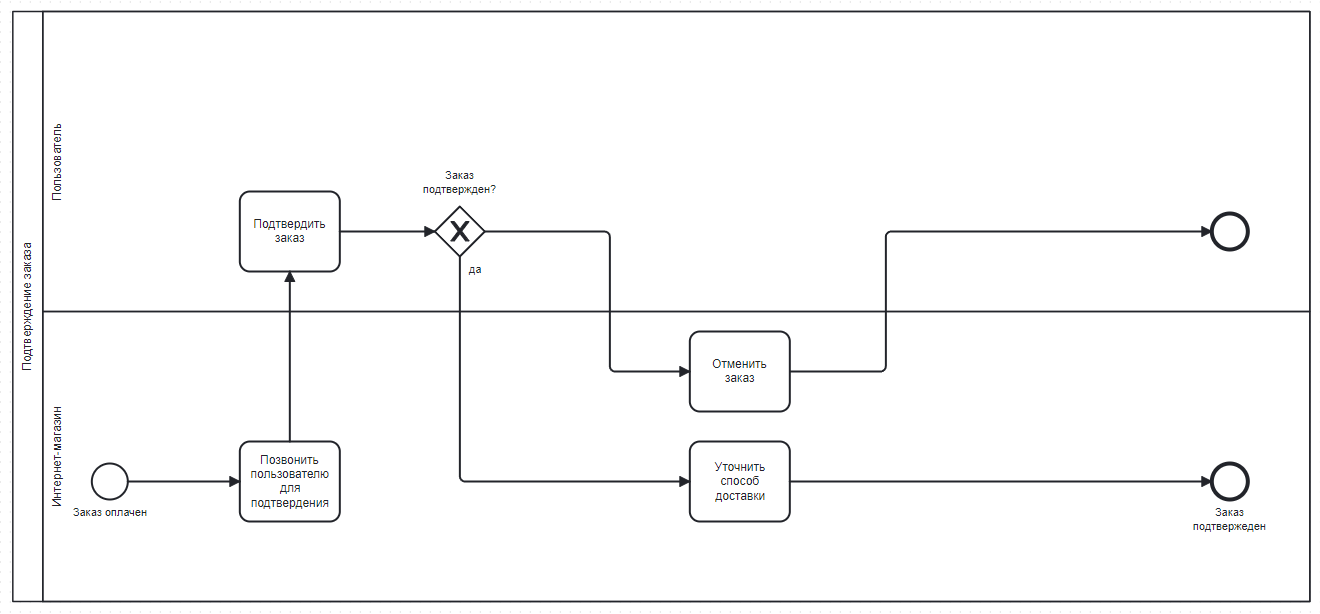 Подтверждение заказа
Пользователь
Заказ
подтвержден?
Подтвердить
заказ
да
Интернет-магазин
Отменить
заказ
Позвонить
пользователю
для
подтвердения
Уточнить
способ
доставки
Заказ оплачен
Заказ
подтвержеден